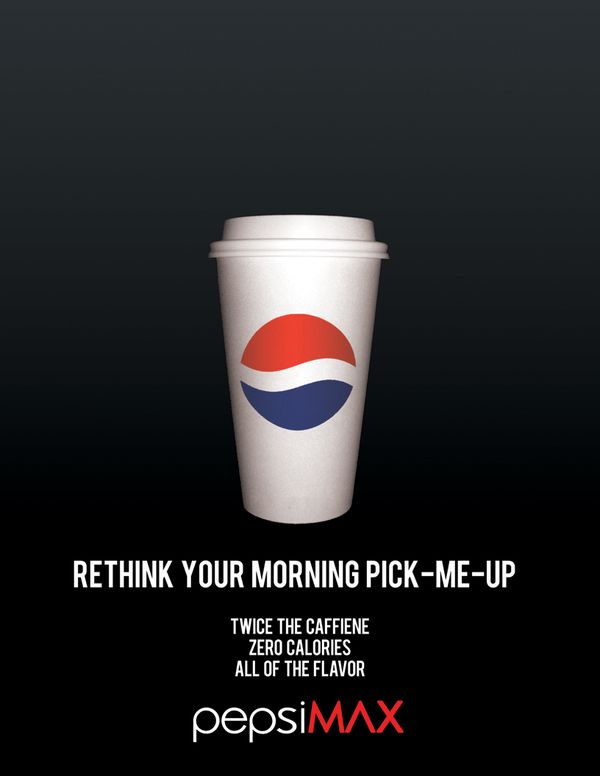 RETHINK YOUR MORNING PICK-ME-UP
TWICE THE CAFFIENE
ZERO CALORIES
ALL OF THE FLAVOR
pepsiMAX